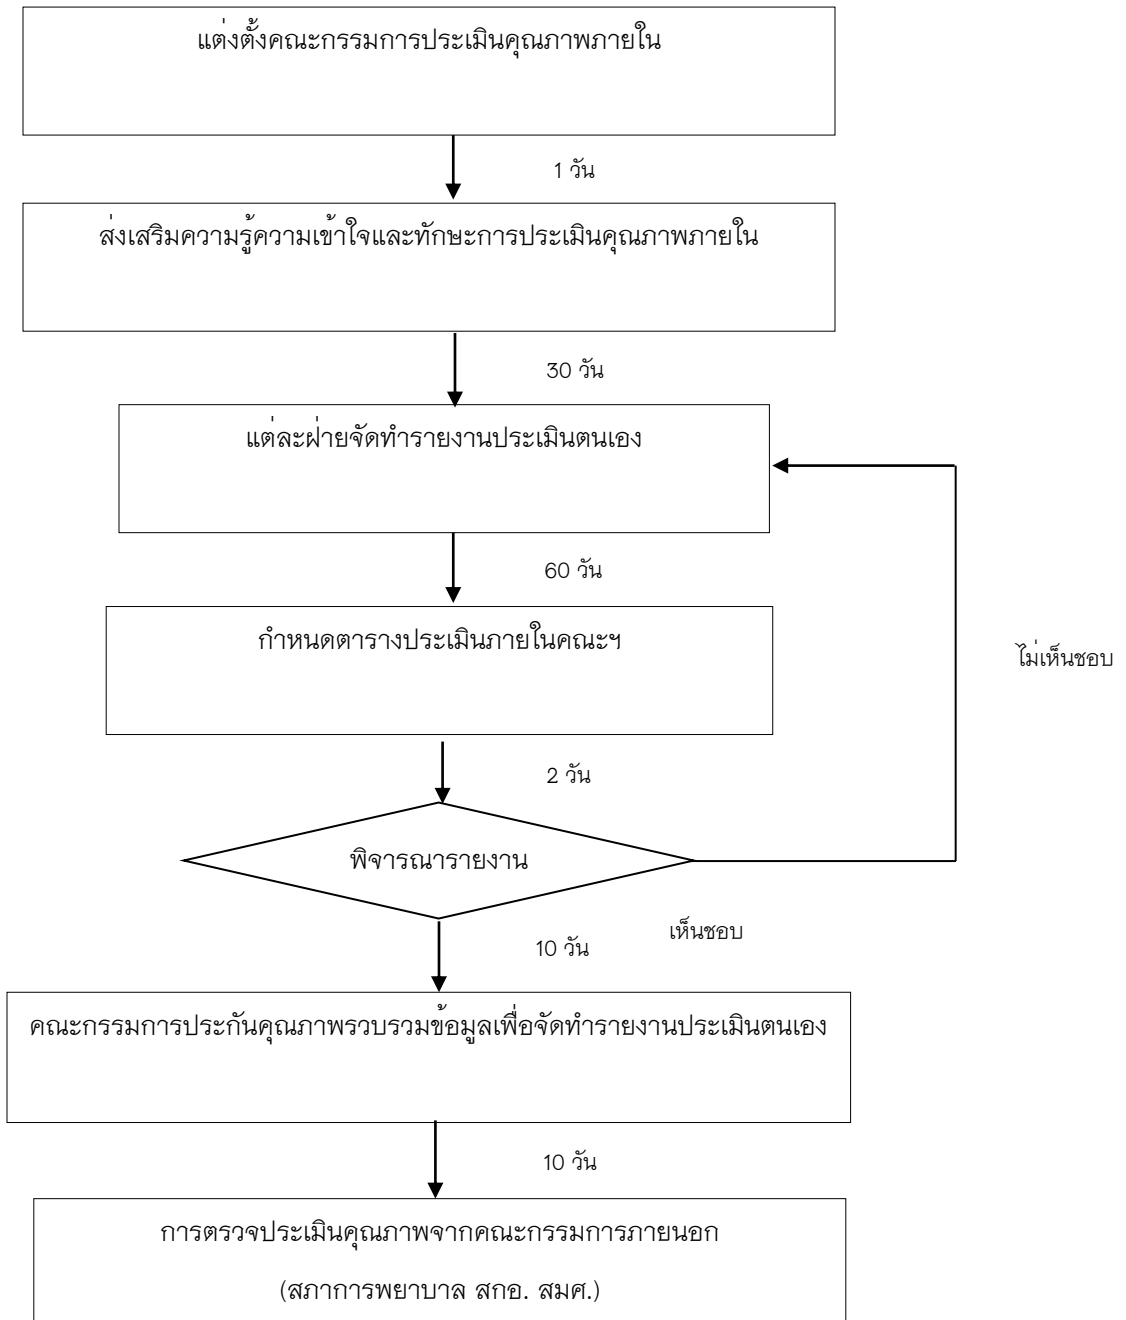 แต่งตั้งคณะกรรมการประเมินคุณภาพภายใน
1 วัน
ส่งเสริมความรู้ความเข้าใจและทักษะการประเมินคุณภาพภายใน
30 วัน
แต่ละฝ่ายจัดทำรายงานประเมินตนเอง
60 วัน
กำหนดตารางประเมินภายในคณะฯ
ไม่เห็นชอบ
2 วัน
พิจารณารายงาน
เห็นชอบ
10 วัน
คณะกรรมการประกันคุณภาพรวบรวมข้อมูลเพื่อจัดทำรายงานประเมินตนเอง
10 วัน
การตรวจประเมินคุณภาพจากคณะกรรมการภายนอก
(สภาการพยาบาล สกอ. สมศ.)